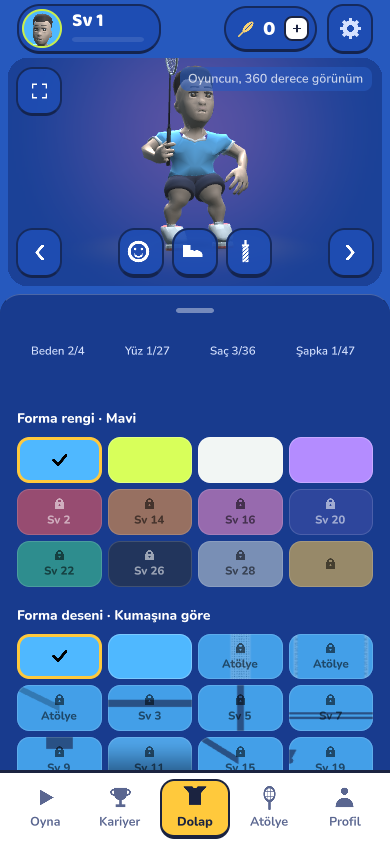 Sv 1
0
+
Oyuncun, 360 derece görünüm
Beden 2/4 Yüz 1/27 Saç 3/36 Şapka 1/47
Forma rengi · Mavi
Sv 2 Sv 14 Sv 16 Sv 20
Sv 22 Sv 26 Sv 28
Forma deseni · Kumaşına göre
Atölye Atölye
Atölye Sv 3 Sv 5 Sv 7
Sv 9 Sv 11 Sv 15 Sv 19
Oyna Kariyer Dolap Atölye Profil